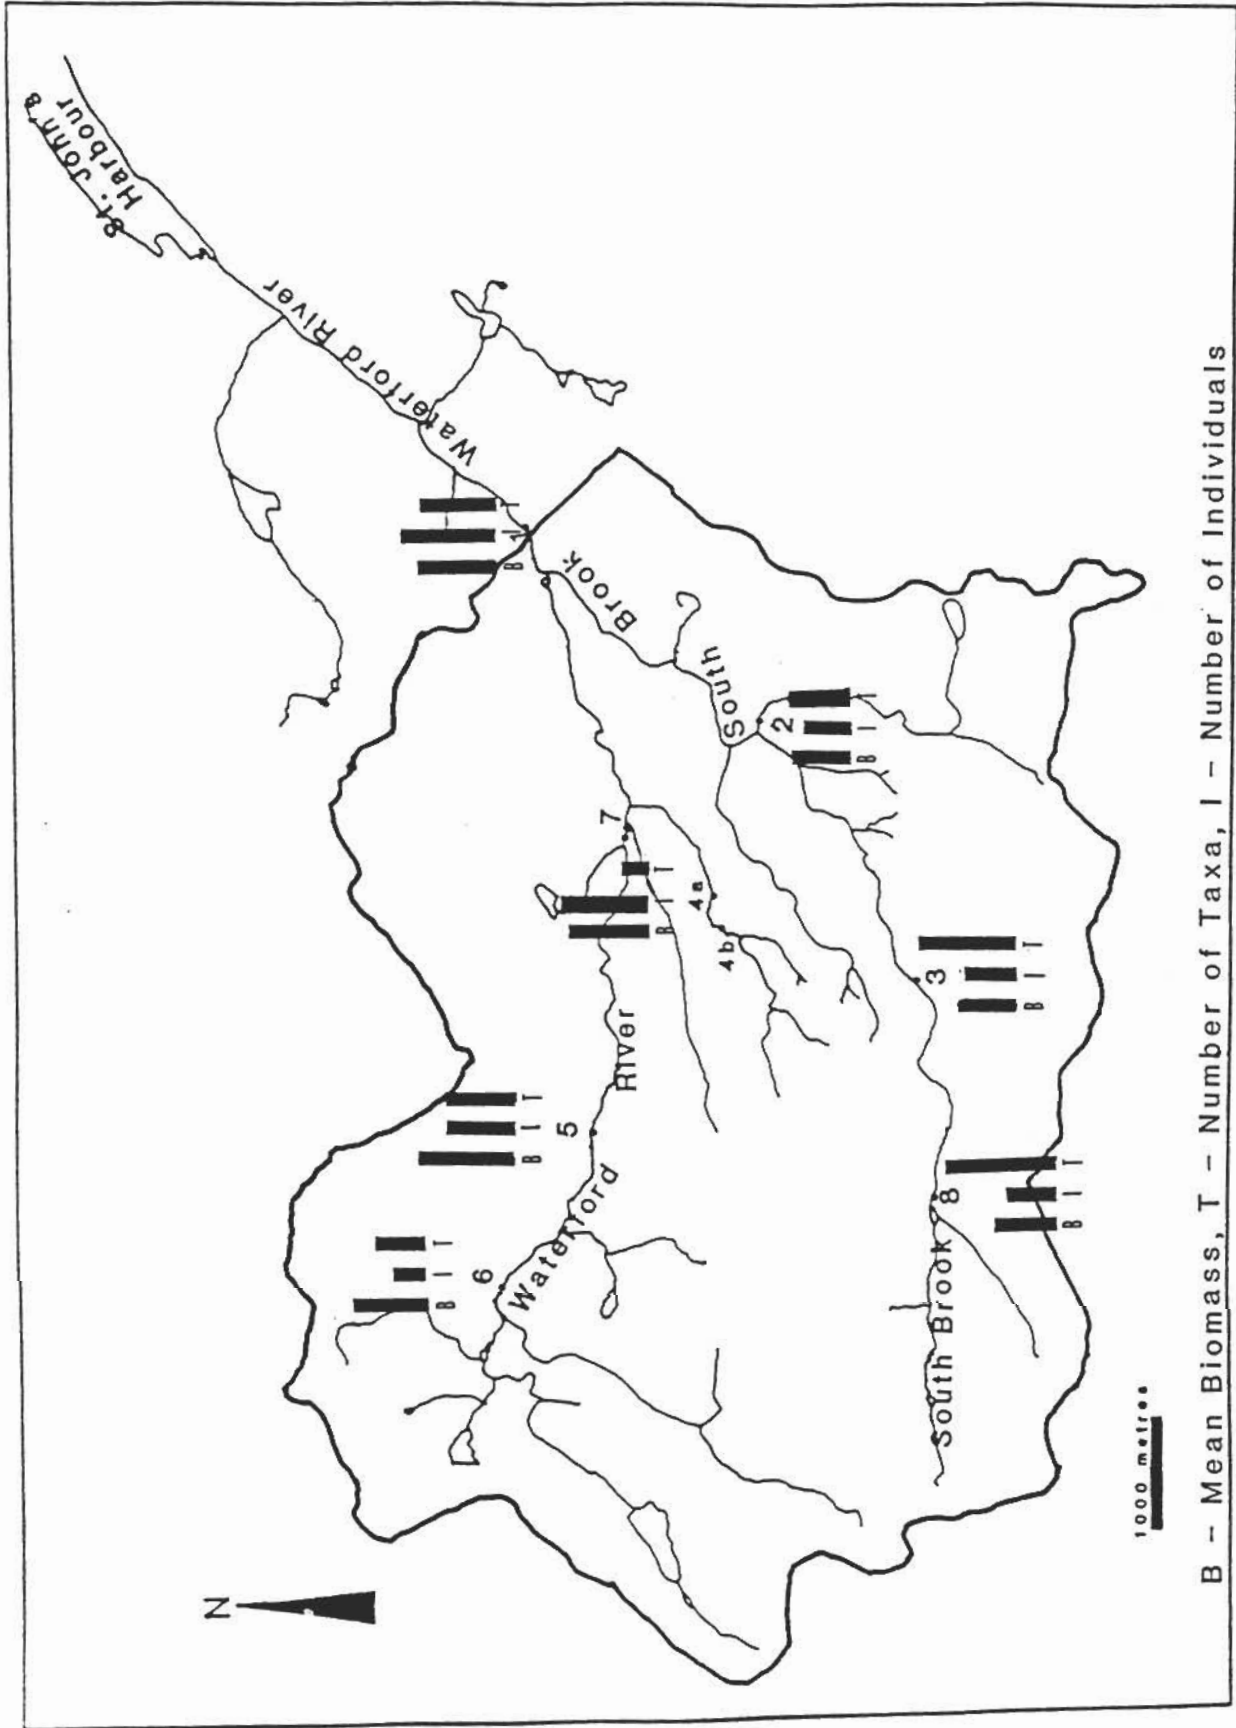 N
St. John's
Harbour
Waterford River
B I T
1
Brook
South
2
B I T
7
B I T
4a
4b
River
3
B I T
B I T
5
Waterford
B I T
6
8
B I T
South Brook
1000 metres
B – Mean Biomass, T – Number of Taxa, I – Number of Individuals